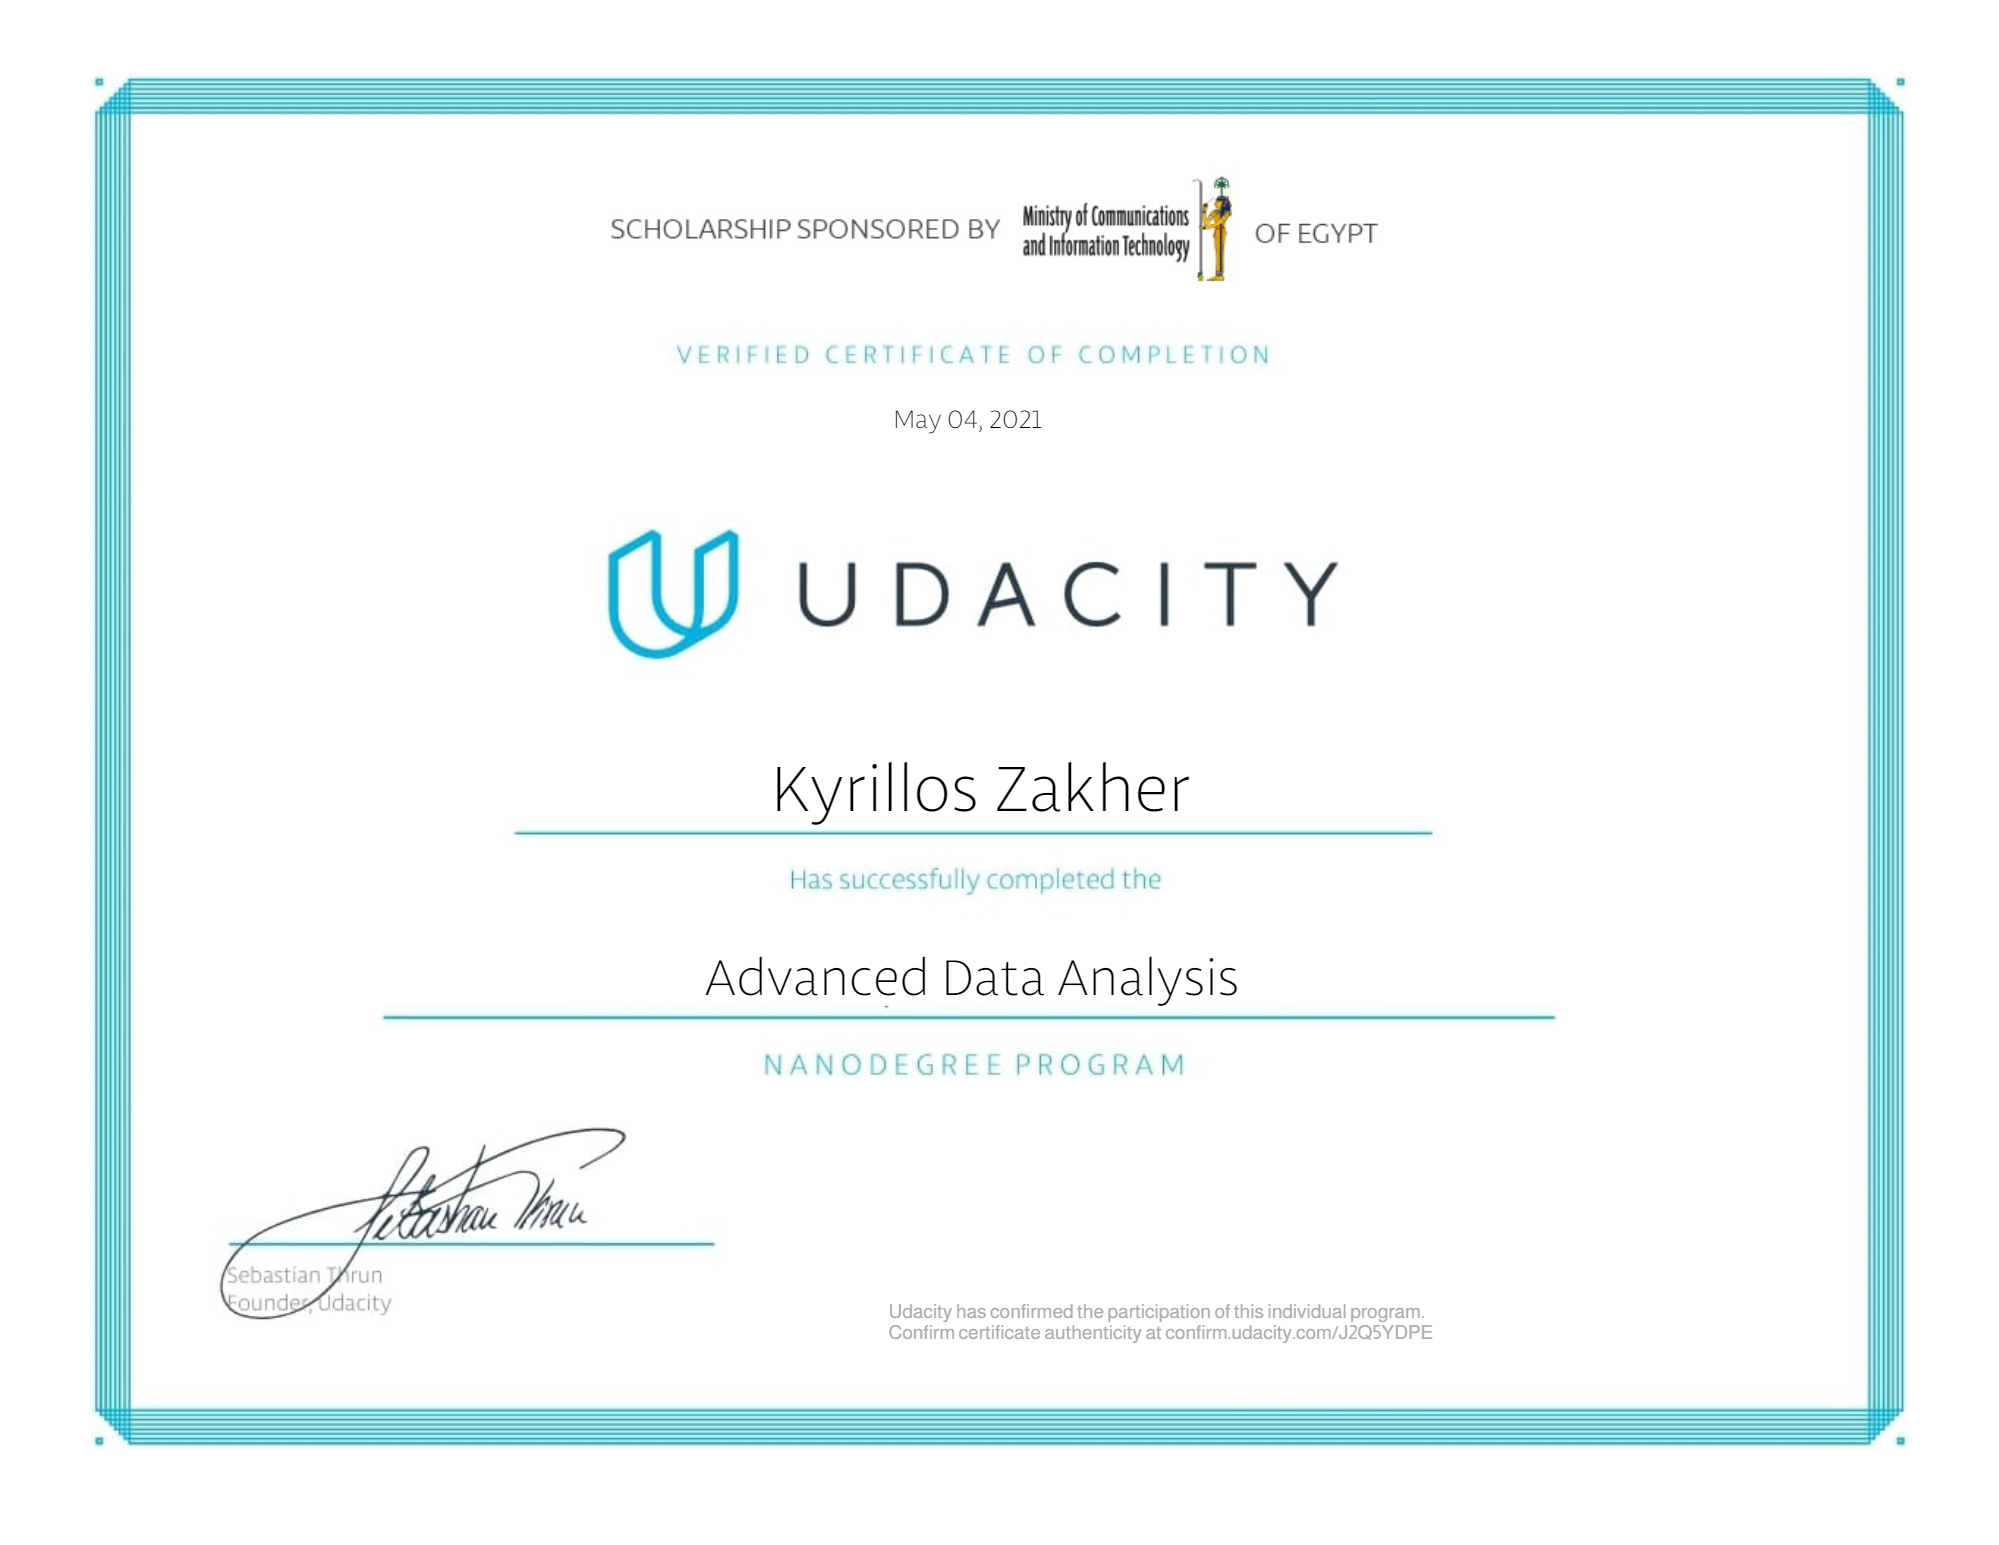 SCHOLARSHIP SPONSORED BY Ministry of Communications and Information Technology OF EGYPT
VERIFIED CERTIFICATE OF COMPLETION
May 04, 2021
UDACITY
Kyrillos Zakher
Has successfully completed the
Advanced Data Analysis
NANODEGREE PROGRAM
Sebastian Thrun
Sebastian Thrun
Founder, Udacity
Udacity has confirmed the participation of this individual program.
Confirm certificate authenticity at confirm.udacity.com/J2Q5YDPE